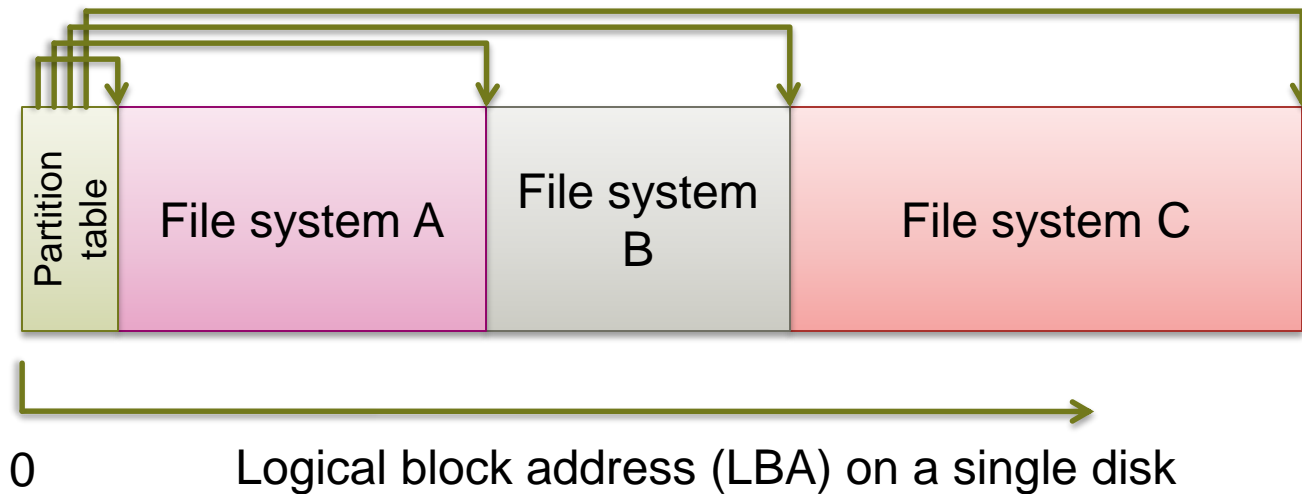 Partition
table
File system A
File system
B
File system C
0
Logical block address (LBA) on a single disk